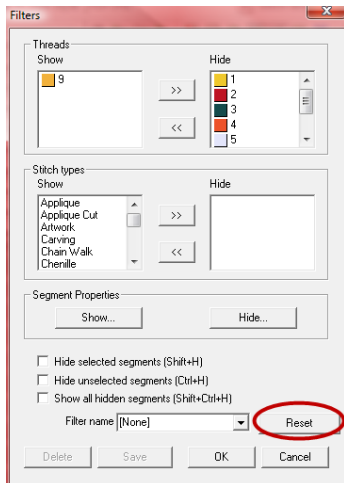 Filters
Threads
Show Hide
9
>>
<<
1
2
3
4
5
Stitch types
Show Hide
Applique
Applique Cut
Artwork
Carving
Chain Walk
Chenille
>>
<<
Segment Properties
Show... Hide...
Hide selected segments (Shift+H)
Hide unselected segments (Ctrl+H)
Show all hidden segments (Shift+Ctrl+H)
Filter name [None] Reset
Delete Save OK Cancel